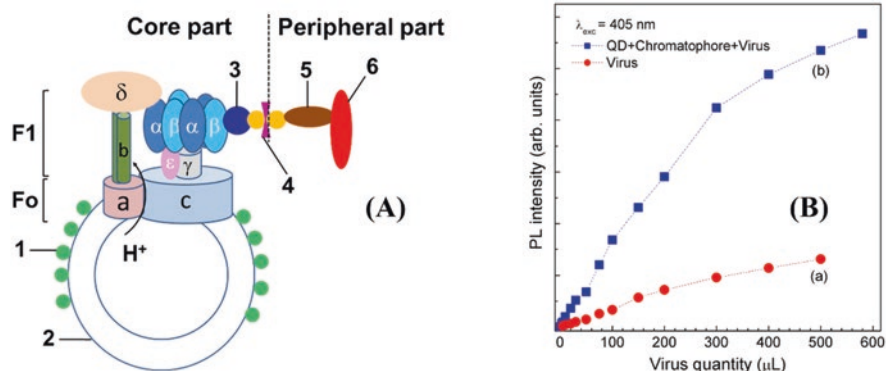 Core part
Peripheral part
3
5
6
δ
F1
α
β
α
β
b
ε
γ
4
Fo
a
c
(A)
1
H⁺
2
λexc = 405 nm
QD+Chromatophore+Virus
Virus
(b)
(B)
(a)
PL intensity (arb. units)
0 100 200 300 400 500 600
Virus quantity (μL)